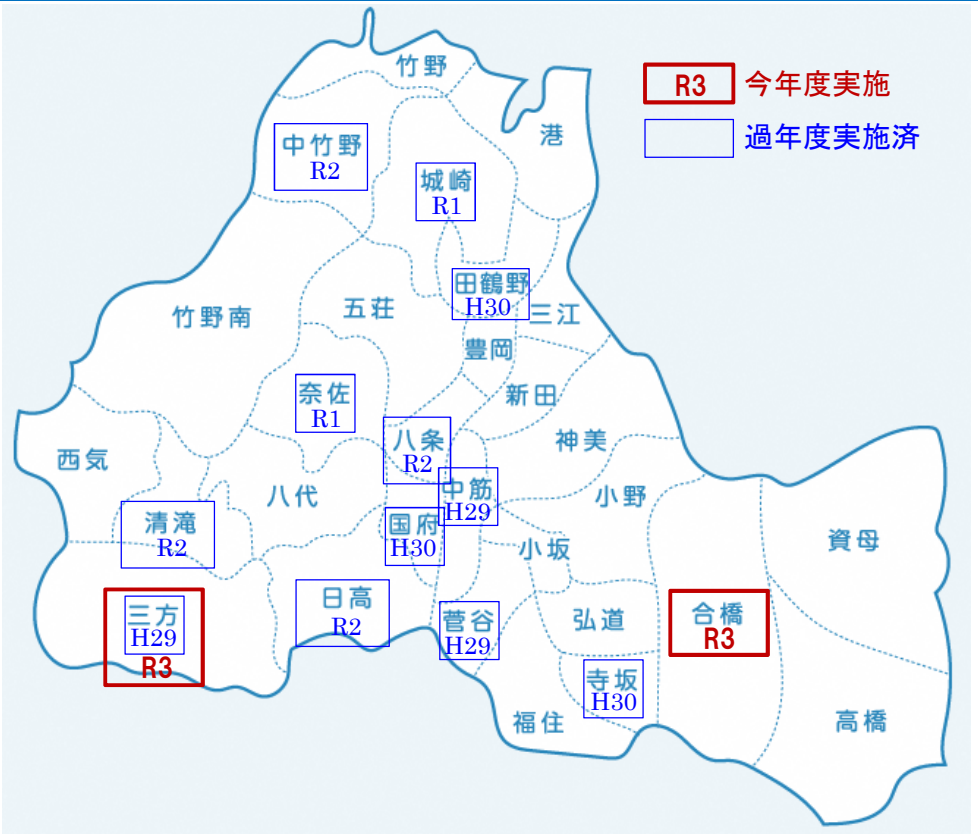 竹野
R3 今年度実施
港
過年度実施済
中竹野
R2
城崎
R1
田鶴野
H30
竹野南
五荘
三江
豊岡
奈佐
R1
新田
八条
R2
神美
西気
中筋
H29
八代
小野
清滝
R2
国府
H30
小坂
資母
三方
H29
R3
日高
R2
菅谷
H29
弘道
合橋
R3
寺坂
H30
福住
高橋